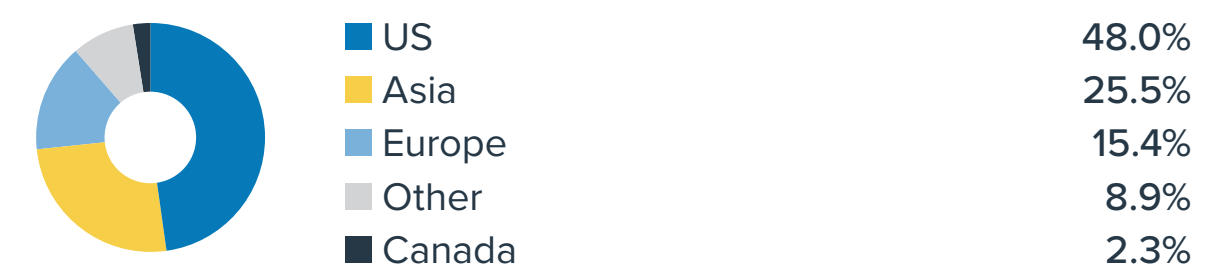 US 48.0%
Asia 25.5%
Europe 15.4%
Other 8.9%
Canada 2.3%